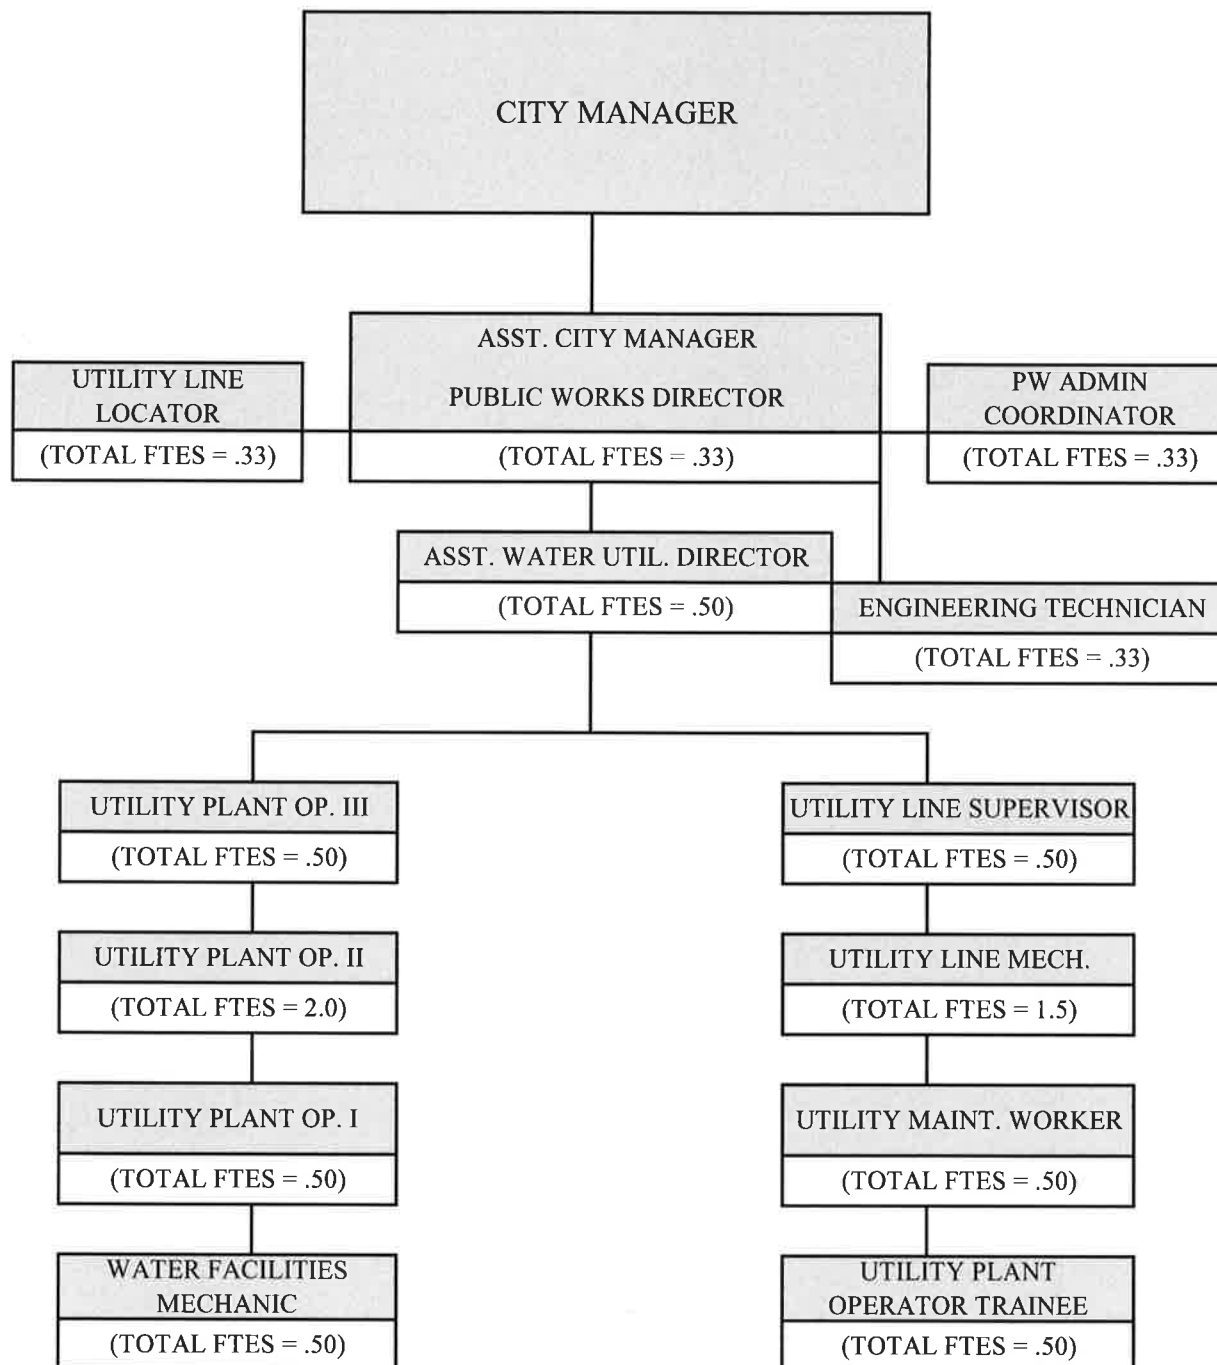 CITY MANAGER
ASST. CITY MANAGER
PUBLIC WORKS DIRECTOR
(TOTAL FTES = .33)
UTILITY LINE
LOCATOR
(TOTAL FTES = .33)
PW ADMIN
COORDINATOR
(TOTAL FTES = .33)
ASST. WATER UTIL. DIRECTOR
(TOTAL FTES = .50)
ENGINEERING TECHNICIAN
(TOTAL FTES = .33)
UTILITY PLANT OP. III
(TOTAL FTES = .50)
UTILITY PLANT OP. II
(TOTAL FTES = 2.0)
UTILITY PLANT OP. I
(TOTAL FTES = .50)
WATER FACILITIES
MECHANIC
(TOTAL FTES = .50)
UTILITY LINE SUPERVISOR
(TOTAL FTES = .50)
UTILITY LINE MECH.
(TOTAL FTES = 1.5)
UTILITY MAINT. WORKER
(TOTAL FTES = .50)
UTILITY PLANT
OPERATOR TRAINEE
(TOTAL FTES = .50)